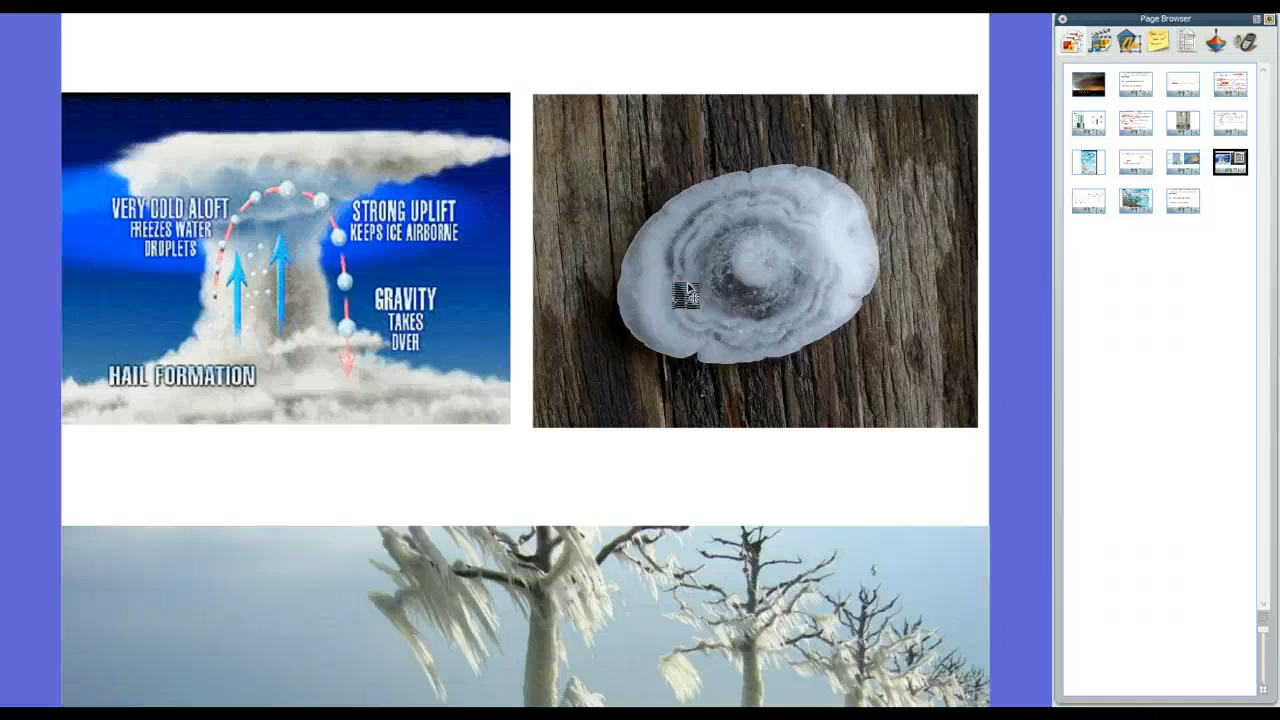 Page Browser
VERY COLD ALOFT
FREEZES WATER
DROPLETS
STRONG UPLIFT
KEEPS ICE AIRBORNE
GRAVITY
TAKES
OVER
HAIL FORMATION